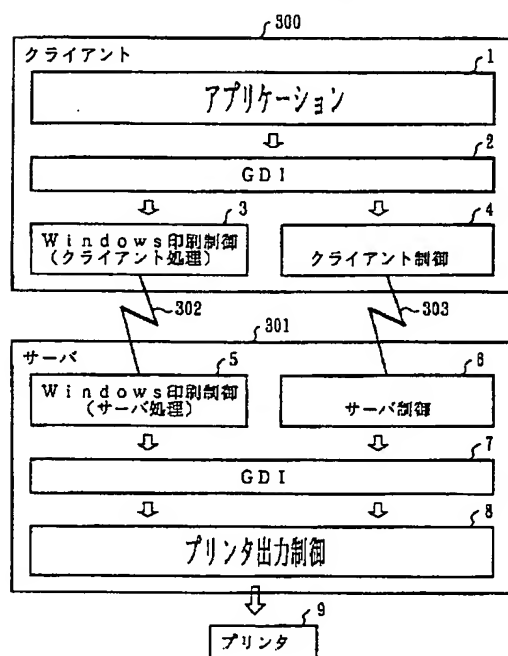 300
クライアント
1
アプリケーション
2
GDI
3
4
Windows印刷制御
(クライアント処理)
クライアント制御
302
303
301
サーバ
5
6
Windows印刷制御
(サーバ処理)
サーバ制御
7
GDI
8
プリンタ出力制御
9
プリンタ